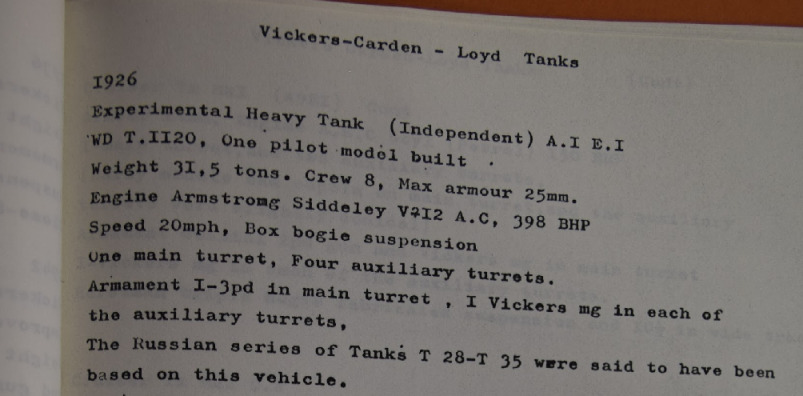 Vickers-Carden - Loyd Tanks
I926
Experimental Heavy Tank (Independent) A.I E.I
WD T.II20, One pilot model built .
Weight 3I,5 tons. Crew 8, Max armour 25mm.
Engine Armstromg Siddeley V-I2 A.C, 398 BHP
Speed 20mph, Box bogie suspension
One main turret, Four auxiliary turrets.
Armament I-3pd in main turret , I Vickers mg in each of
the auxiliary turrets,
The Russian series of Tanks T 28-T 35 were said to have been
based on this vehicle.